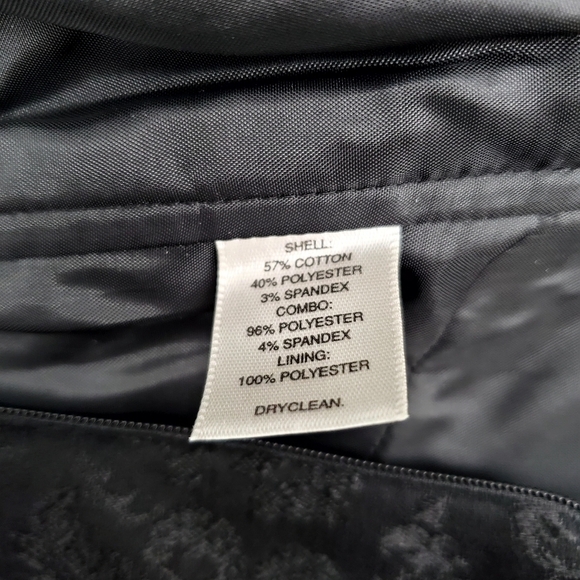 SHELL:
57% COTTON
40% POLYESTER
3% SPANDEX
COMBO:
96% POLYESTER
4% SPANDEX
LINING:
100% POLYESTER
DRYCLEAN.